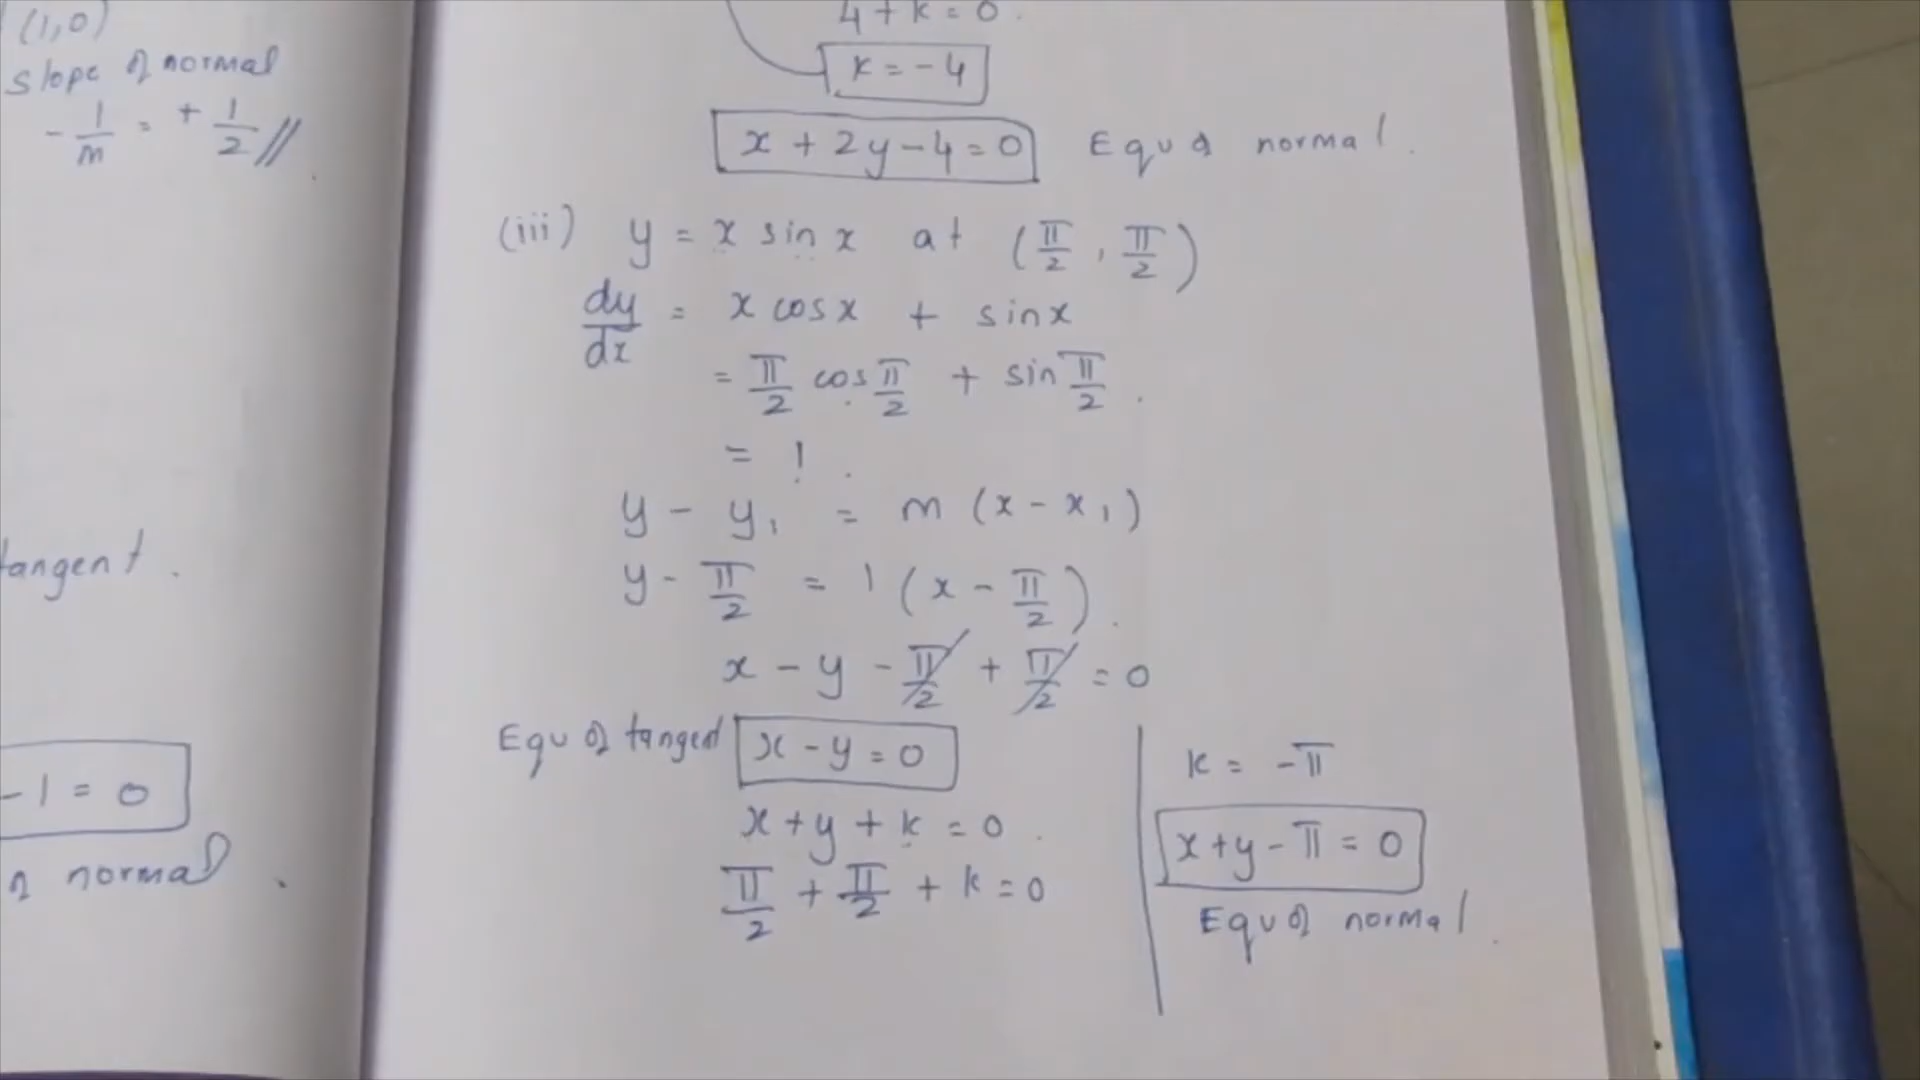 (1,0)
slope of normal
- 1/m = + 1/2 //
tangent.
- 1 = 0
normal.
4 + k = 0.
k = - 4
x + 2y - 4 = 0 Equ of normal.
(iii) y = x sin x at (π/2, π/2)
dy/dx = x cos x + sin x
= π/2 cos π/2 + sin π/2.
= 1.
y - y₁ = m (x - x₁)
y - π/2 = 1 (x - π/2).
x - y - π/2 + π/2 = 0
Equ of tangent x - y = 0
x + y + k = 0.
π/2 + π/2 + k = 0
k = -π
x + y - π = 0
Equ of normal.